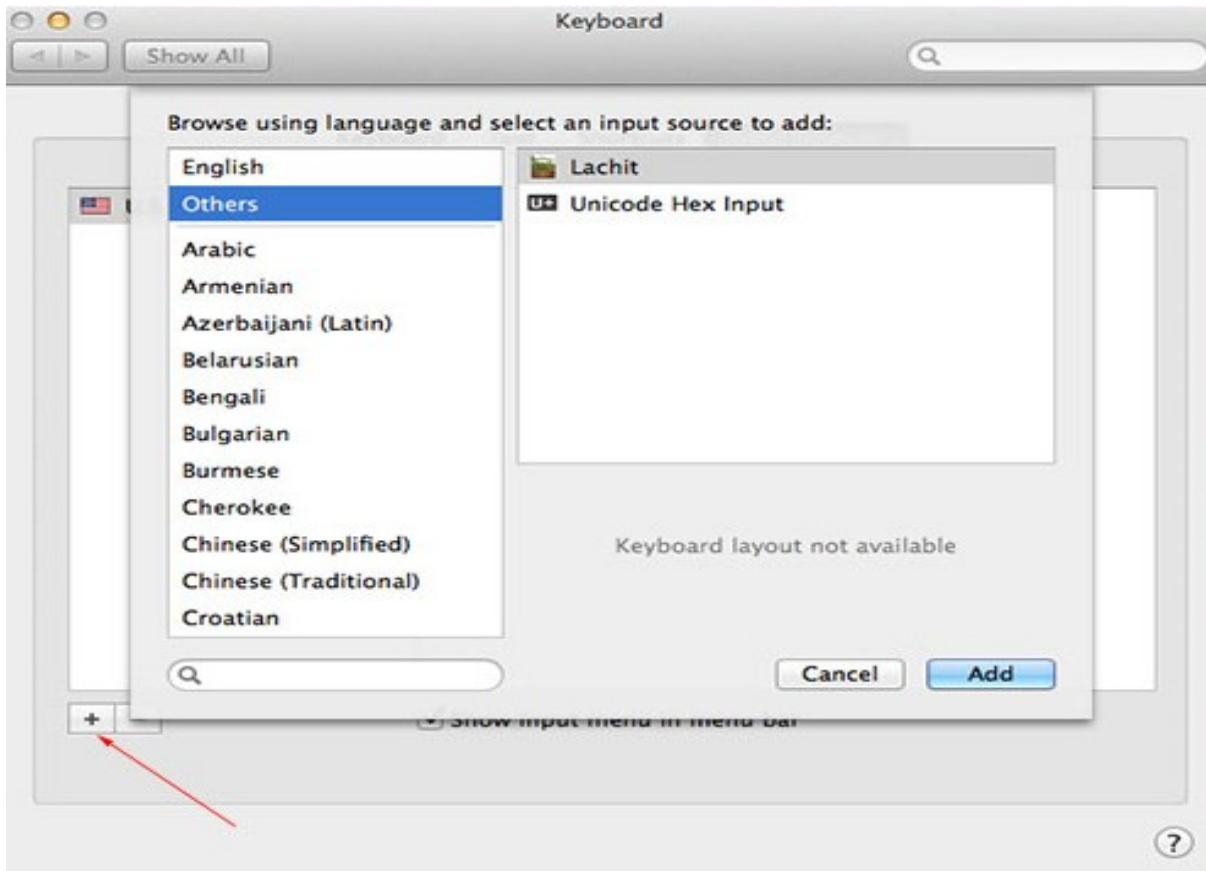 Keyboard
Show All
Browse using language and select an input source to add:
English
Others
Arabic
Armenian
Azerbaijani (Latin)
Belarusian
Bengali
Bulgarian
Burmese
Cherokee
Chinese (Simplified)
Chinese (Traditional)
Croatian
Lachit
U+ Unicode Hex Input
Keyboard layout not available
Cancel
Add
+
Show input menu in menu bar
?